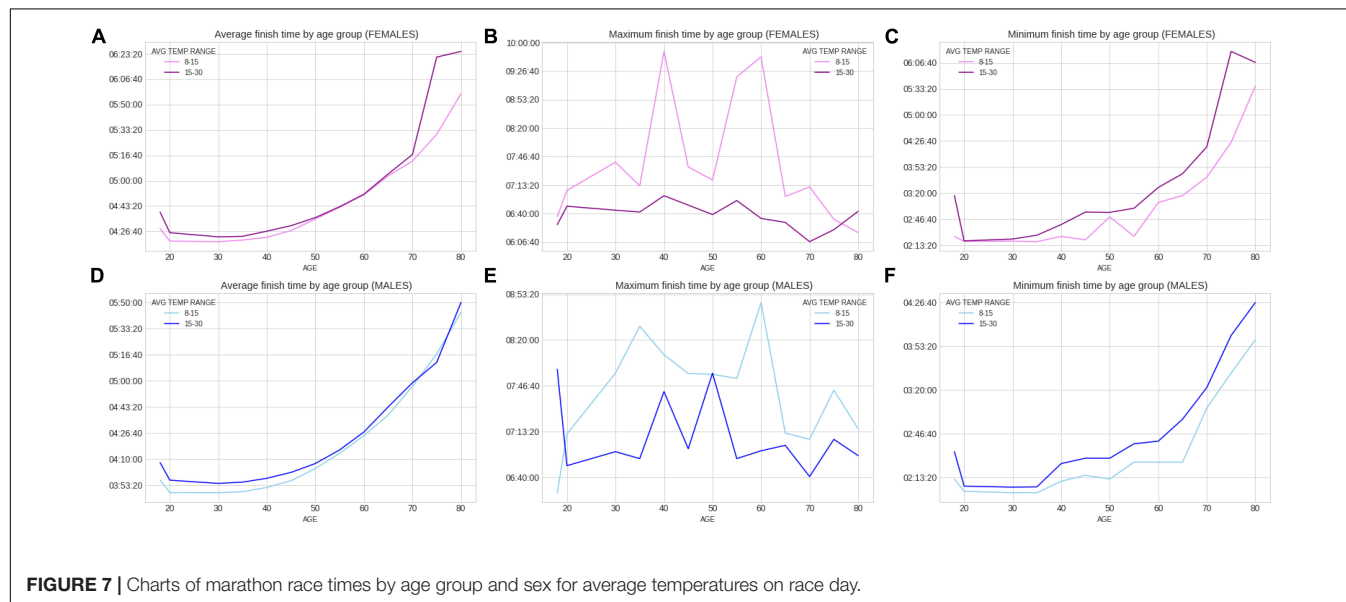 A
Average finish time by age group (FEMALES)
AVG TEMP RANGE
8-15
15-30
06:23:20
06:06:40
05:50:00
05:33:20
05:16:40
05:00:00
04:43:20
04:26:40
20 30 40 50 60 70 80
AGE
B
Maximum finish time by age group (FEMALES)
AVG TEMP RANGE
8-15
15-30
10:00:00
09:26:40
08:53:20
08:20:00
07:46:40
07:13:20
06:40:00
06:06:40
20 30 40 50 60 70 80
AGE
C
Minimum finish time by age group (FEMALES)
AVG TEMP RANGE
8-15
15-30
06:06:40
05:33:20
05:00:00
04:26:40
03:53:20
03:20:00
02:46:40
02:13:20
20 30 40 50 60 70 80
AGE
D
Average finish time by age group (MALES)
AVG TEMP RANGE
8-15
15-30
05:50:00
05:33:20
05:16:40
05:00:00
04:43:20
04:26:40
04:10:00
03:53:20
20 30 40 50 60 70 80
AGE
E
Maximum finish time by age group (MALES)
AVG TEMP RANGE
8-15
15-30
08:53:20
08:20:00
07:46:40
07:13:20
06:40:00
20 30 40 50 60 70 80
AGE
F
Minimum finish time by age group (MALES)
AVG TEMP RANGE
8-15
15-30
04:26:40
03:53:20
03:20:00
02:46:40
02:13:20
20 30 40 50 60 70 80
AGE
FIGURE 7 | Charts of marathon race times by age group and sex for average temperatures on race day.